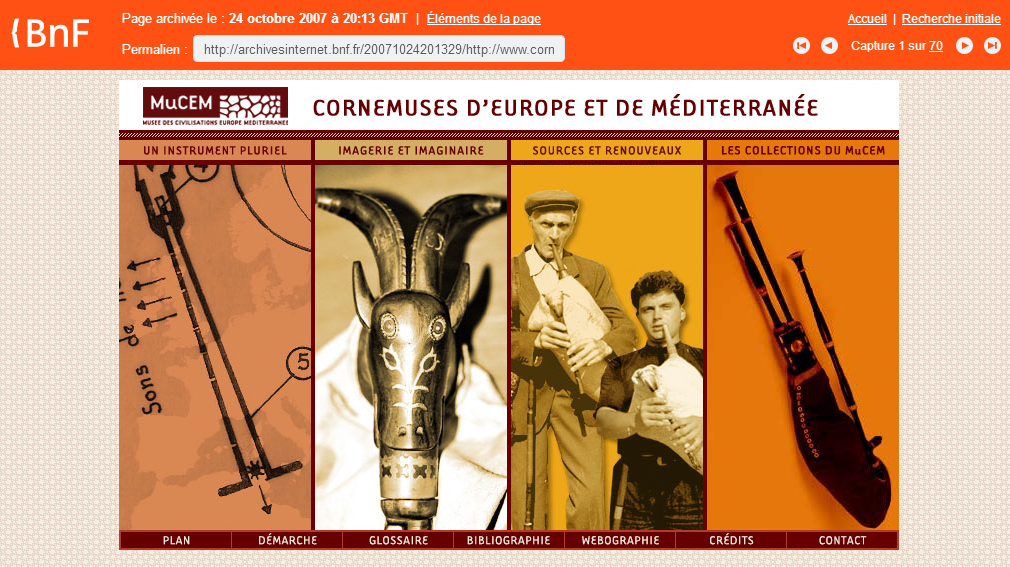 BnF
Page archivée le : 24 octobre 2007 à 20:13 GMT | Éléments de la page
Accueil | Recherche initiale
Permalien : http://archivesinternet.bnf.fr/20071024201329/http://www.corn
Capture 1 sur 70
MuCEM
MUSEE DES CIVILISATIONS EUROPE MEDITERRANEE
CORNEMUSES D'EUROPE ET DE MÉDITERRANÉE
UN INSTRUMENT PLURIEL
IMAGERIE ET IMAGINAIRE
SOURCES ET RENOUVEAUX
LES COLLECTIONS DU MuCEM
4
5
Sons de
PLAN
DÉMARCHE
GLOSSAIRE
BIBLIOGRAPHIE
WEBOGRAPHIE
CRÉDITS
CONTACT